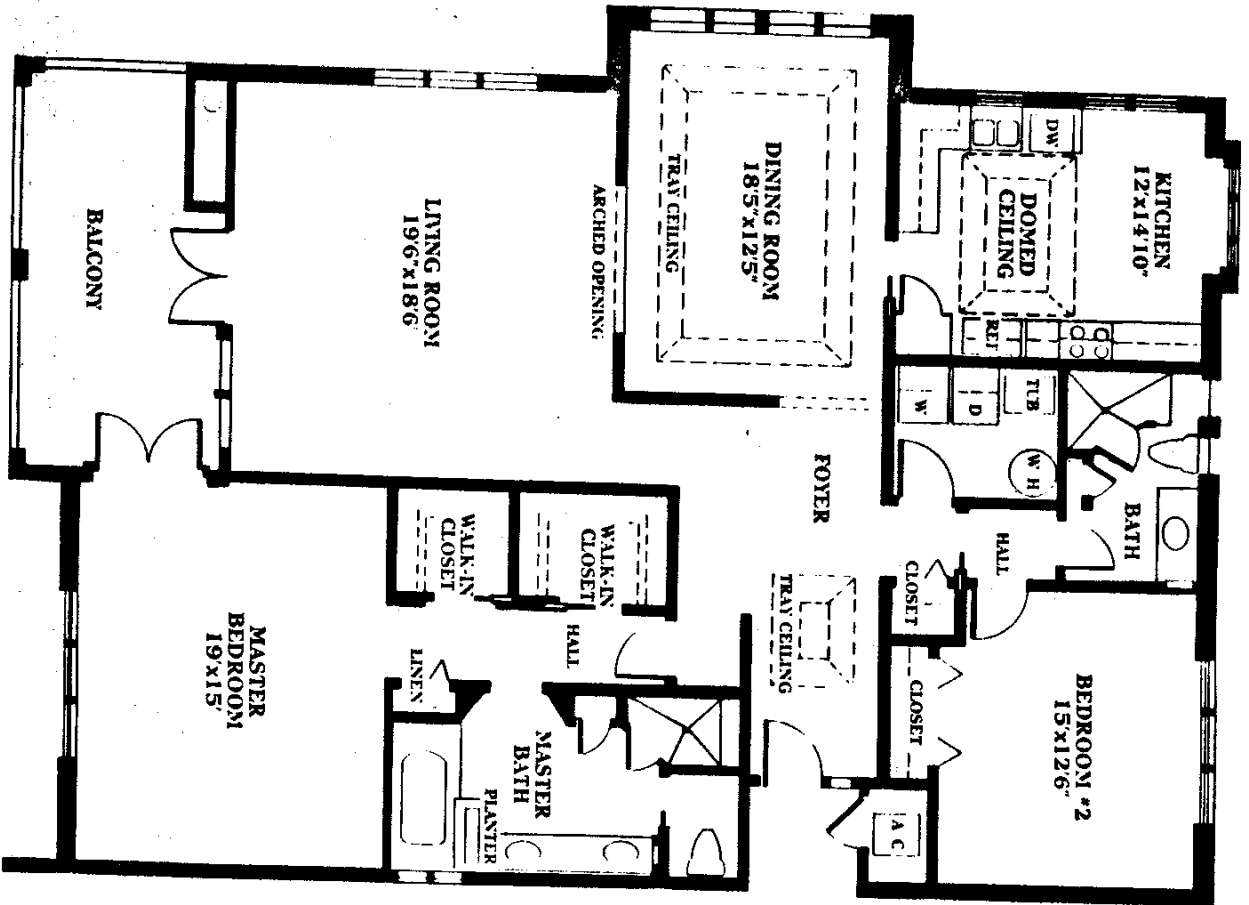 KITCHEN
12'x14'10"
DOMED
CEILING
DW
REF
DINING ROOM
18'5"x12'5"
TRAY CEILING
ARCHED OPENING
LIVING ROOM
19'6"x18'6"
BALCONY
TUB
D
W
W H
BATH
HALL
CLOSET
FOYER
TRAY CEILING
WALK-IN
CLOSET
WALK-IN
CLOSET
HALL
LINEN
MASTER
BEDROOM
19'x15'
MASTER
BATH
PLANTER
BEDROOM #2
15'x12'6"
CLOSET
A C